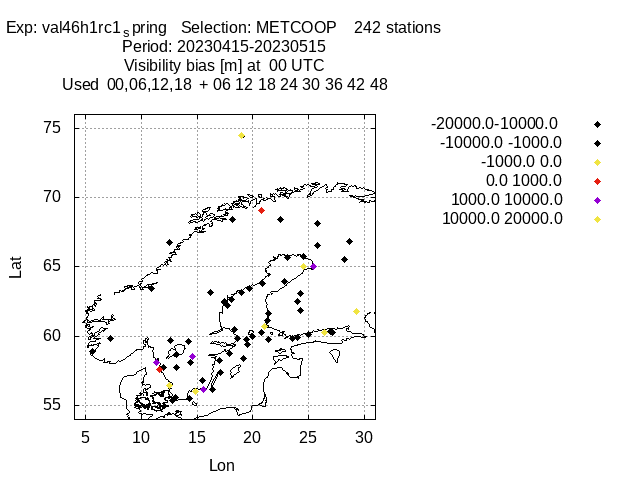 Exp: val46h1rc1spring   Selection: METCOOP    242 stations
Period: 20230415-20230515
Visibility bias [m] at  00 UTC
Used  00,06,12,18  + 06 12 18 24 30 36 42 48
-20000.0-10000.0
-10000.0 -1000.0
-1000.0 0.0
0.0 1000.0
1000.0 10000.0
10000.0 20000.0
75
70
65
60
55
Lat
5 10 15 20 25 30
Lon